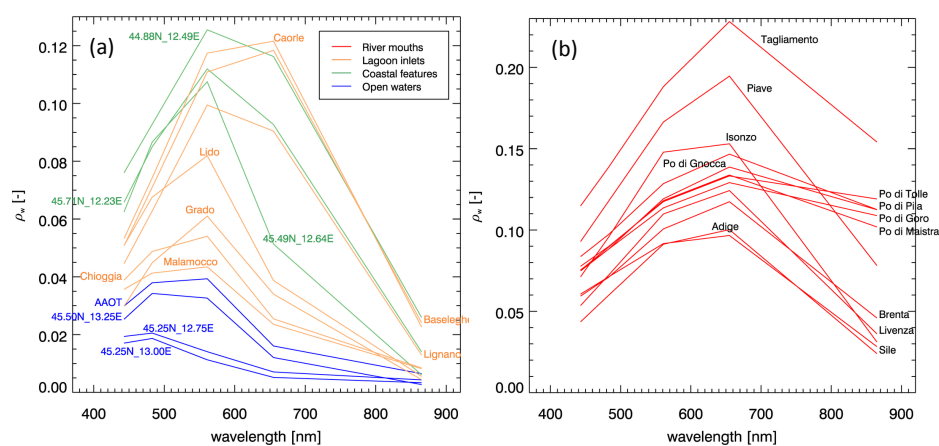 (a)
44.88N_12.49E
Caorle
River mouths
Lagoon inlets
Coastal features
Open waters
Lido
45.71N_12.23E
45.49N_12.64E
Grado
Malamocco
Chioggia
AAOT
45.50N_13.25E
45.25N_12.75E
45.25N_13.00E
Baselegh
Lignano
0.12
0.10
0.08
0.06
0.04
0.02
0.00
ρw [-]
400 500 600 700 800 900
wavelength [nm]
(b)
Tagliamento
Piave
Isonzo
Po di Gnocca
Po di Tolle
Po di Pila
Po di Goro
Po di Maistra
Adige
Brenta
Livenza
Sile
0.20
0.15
0.10
0.05
0.00
ρw [-]
400 500 600 700 800 900
wavelength [nm]